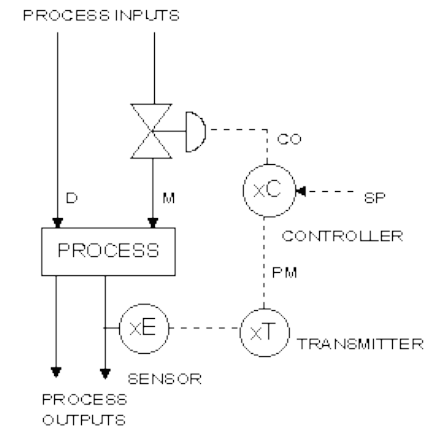 PROCESS INPUTS
CO
xC
D
M
SP
CONTROLLER
PROCESS
PM
xE
xT
TRANSMITTER
SENSOR
PROCESS
OUTPUTS